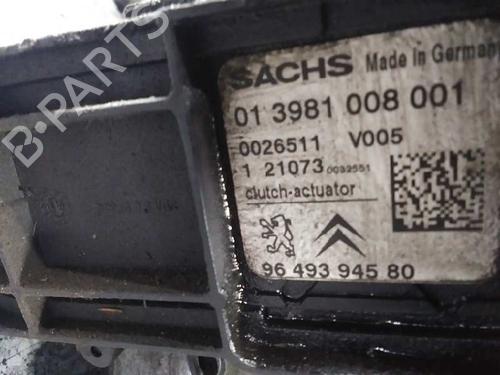 B-PARTS
SACHS Made in Germany
01 3981 008 001
0026511 V005
1 21073 0032551
clutch-actuator
96 493 945 80